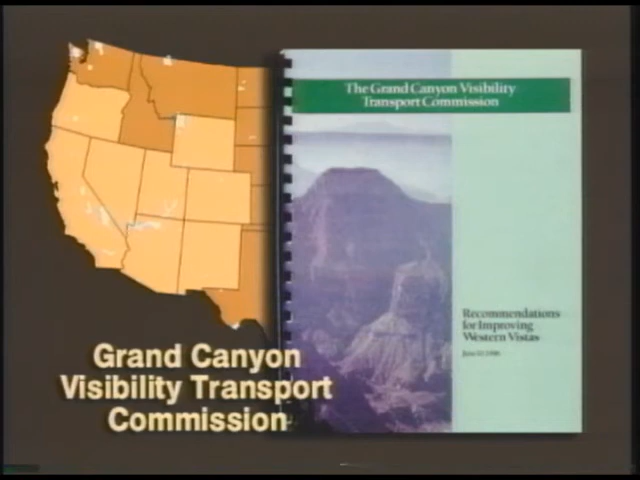 The Grand Canyon Visibility
Transport Commission
Recommendations
for Improving
Western Vistas
Grand Canyon
Visibility Transport
Commission